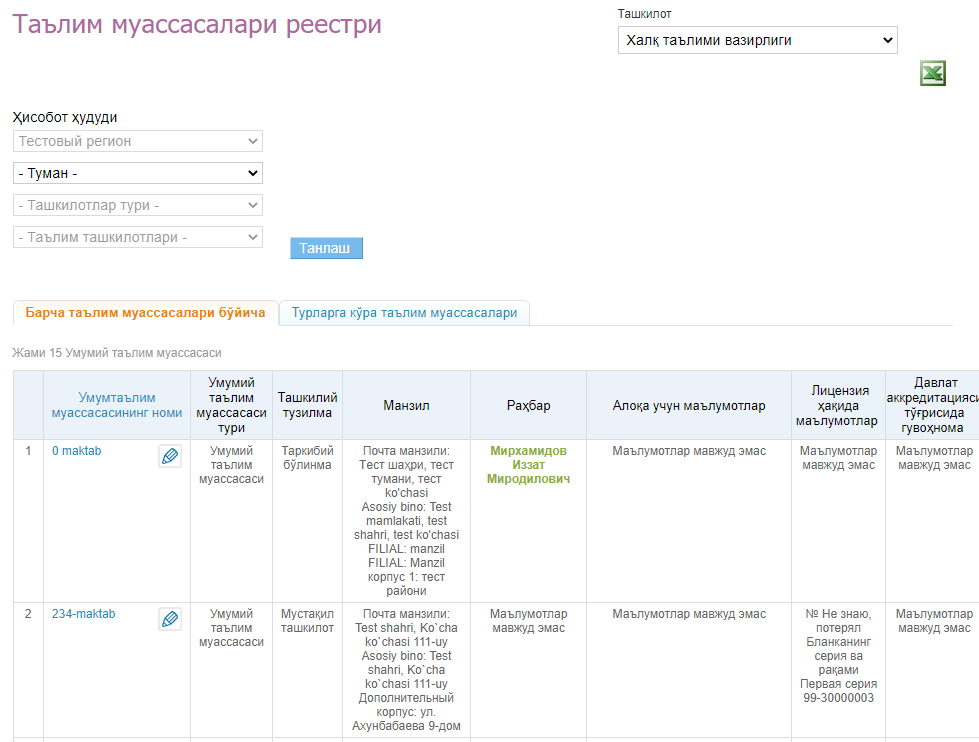 Таълим муассасалари реестри
Ташкилот
Халқ таълими вазирлиги
Ҳисобот ҳудуди
Тестовый регион
- Туман -
- Ташкилотлар тури -
- Таълим ташкилотлари -
Танлаш
Барча таълим муассасалари бўйича
Турларга кўра таълим муассасалари
Жами 15 Умумий таълим муассасаси
Умумтаълим
муассасасининг номи
Умумий
таълим
муассасаси
тури
Ташкилий
тузилма
Манзил
Раҳбар
Алоқа учун маълумотлар
Лицензия
ҳақида
маълумотлар
Давлат
аккредитацияси
тўғрисида
гувоҳнома
1
0 maktab
Умумий
таълим
муассасаси
Таркибий
бўлинма
Почта манзили:
Тест шаҳри, тест
тумани, тест
ko'chasi
Asosiy bino: Test
mamlakati, test
shahri, test ko'chasi
FILIAL: manzil
FILIAL: Manzil
корпус 1: тест
райони
Мирхамидов
Иззат
Миродилович
Маълумотлар мавжуд эмас
Маълумотлар
мавжуд эмас
Маълумотлар
мавжуд эмас
2
234-maktab
Умумий
таълим
муассасаси
Мустақил
ташкилот
Почта манзили:
Test shahri, Ko`cha
ko`chasi 111-uy
Asosiy bino: Test
shahri, Ko`cha
ko`chasi 111-uy
Дополнительный
корпус: ул.
Ахунбабаева 9-дом
Маълумотлар
мавжуд эмас
Маълумотлар мавжуд эмас
№ Не знаю,
потерял
Бланканинг
серия ва
рақами
Первая серия
99-30000003
Маълумотлар
мавжуд эмас